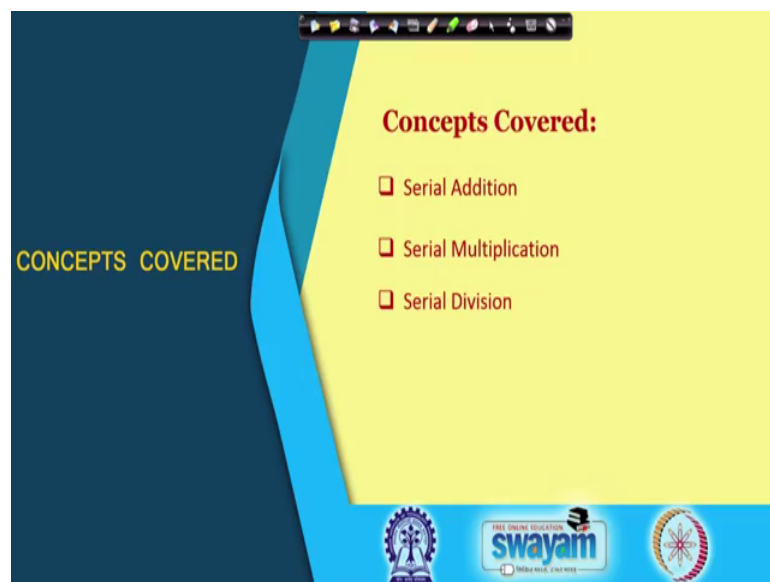 CONCEPTS COVERED
Concepts Covered:
Serial Addition
Serial Multiplication
Serial Division
FREE ONLINE EDUCATION
swayam